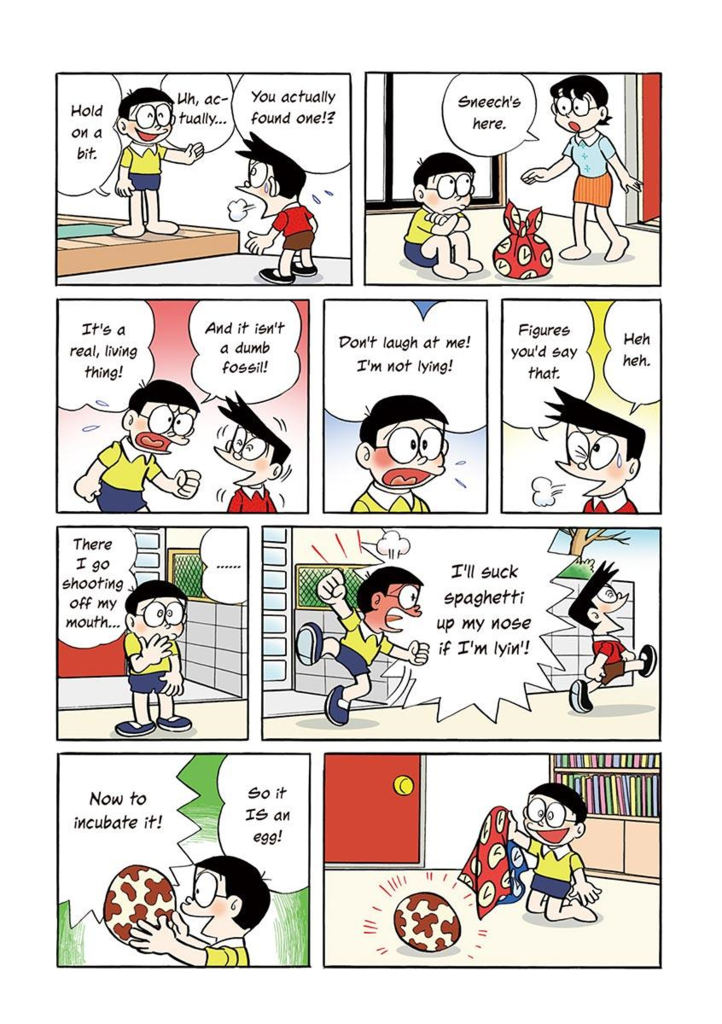 Sneech's
here.
You actually
found one!?
Uh, ac-
tually...
Hold
on a
bit.
Heh
heh.
Figures
you'd say
that.
Don't laugh at me!
I'm not lying!
And it isn't
a dumb
fossil!
It's a
real, living
thing!
I'll suck
spaghetti
up my nose
if I'm lyin'!
......
There
I go
shooting
off my
mouth...
So it
IS an
egg!
Now to
incubate it!